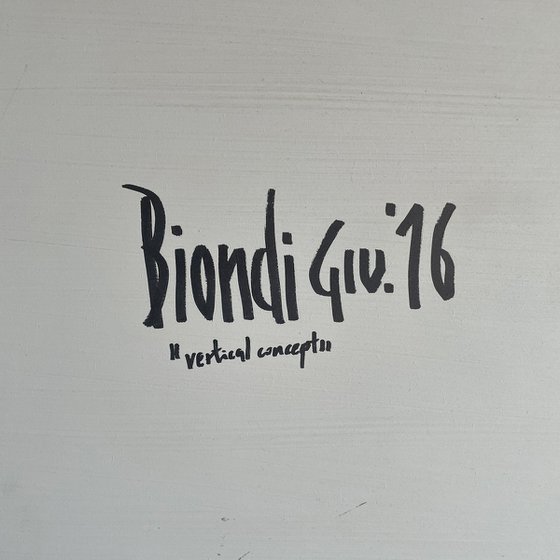 Biondi Giu. '16
"vertical concept"